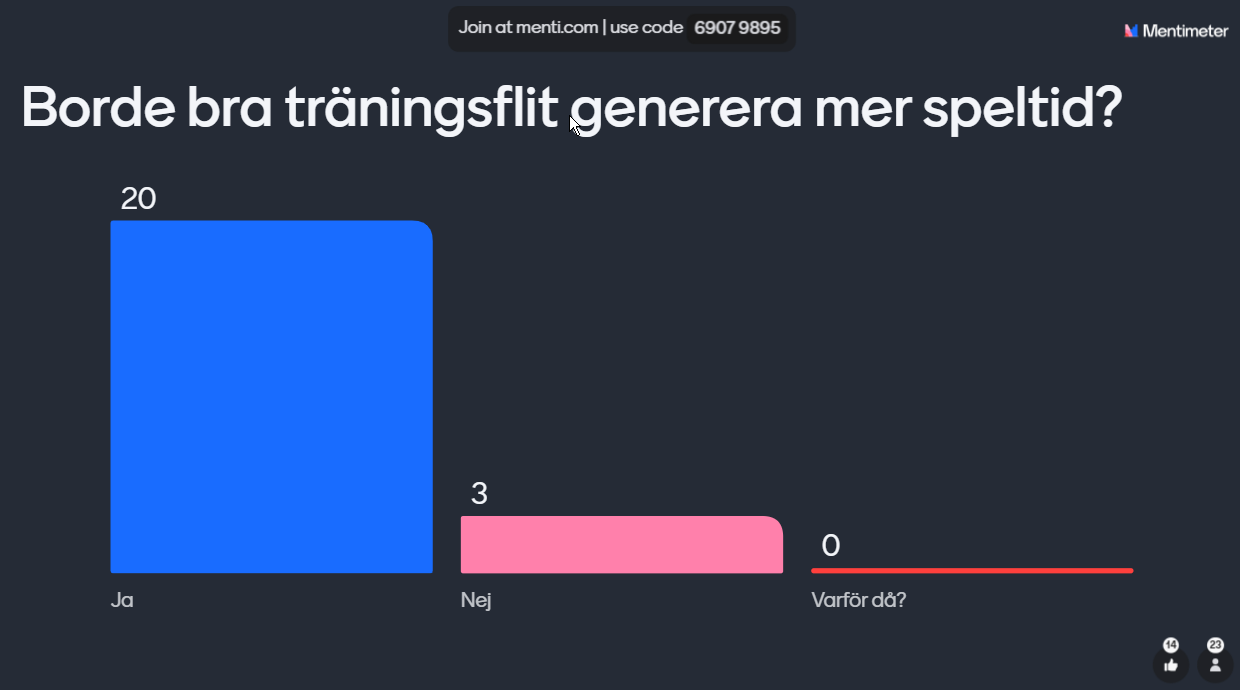 Join at menti.com | use code 6907 9895
Mentimeter
Borde bra träningsflit generera mer speltid?
20
3
0
Ja
Nej
Varför då?
14
23